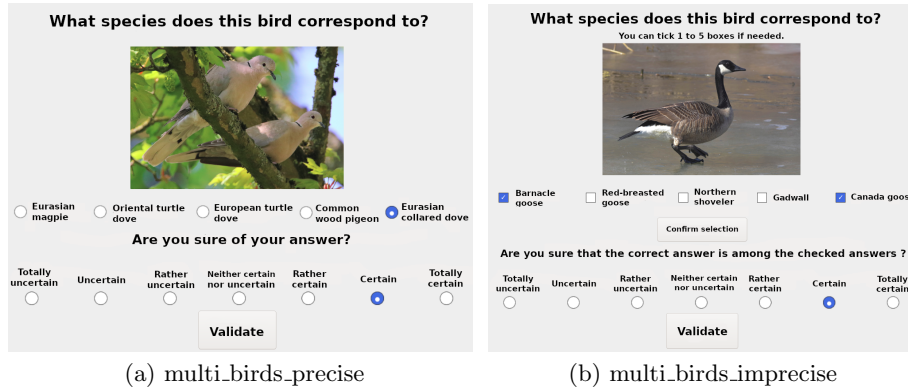 What species does this bird correspond to?
Eurasian magpie
Oriental turtle dove
European turtle dove
Common wood pigeon
Eurasian collared dove
Are you sure of your answer?
Totally uncertain
Uncertain
Rather uncertain
Neither certain nor uncertain
Rather certain
Certain
Totally certain
Validate
(a) multi_birds_precise
What species does this bird correspond to?
You can tick 1 to 5 boxes if needed.
Barnacle goose
Red-breasted goose
Northern shoveler
Gadwall
Canada goos
Confirm selection
Are you sure that the correct answer is among the checked answers ?
Totally uncertain
Uncertain
Rather uncertain
Neither certain nor uncertain
Rather certain
Certain
Totally certain
Validate
(b) multi_birds_imprecise